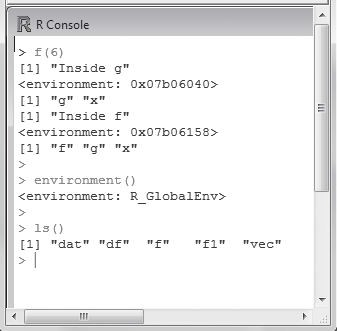 R Console
> f(6)
[1] "Inside g"
<environment: 0x07b06040>
[1] "g" "x"
[1] "Inside f"
<environment: 0x07b06158>
[1] "f" "g" "x"
>
> environment()
<environment: R_GlobalEnv>
>
> ls()
[1] "dat" "df"  "f"   "f1"  "vec"
>